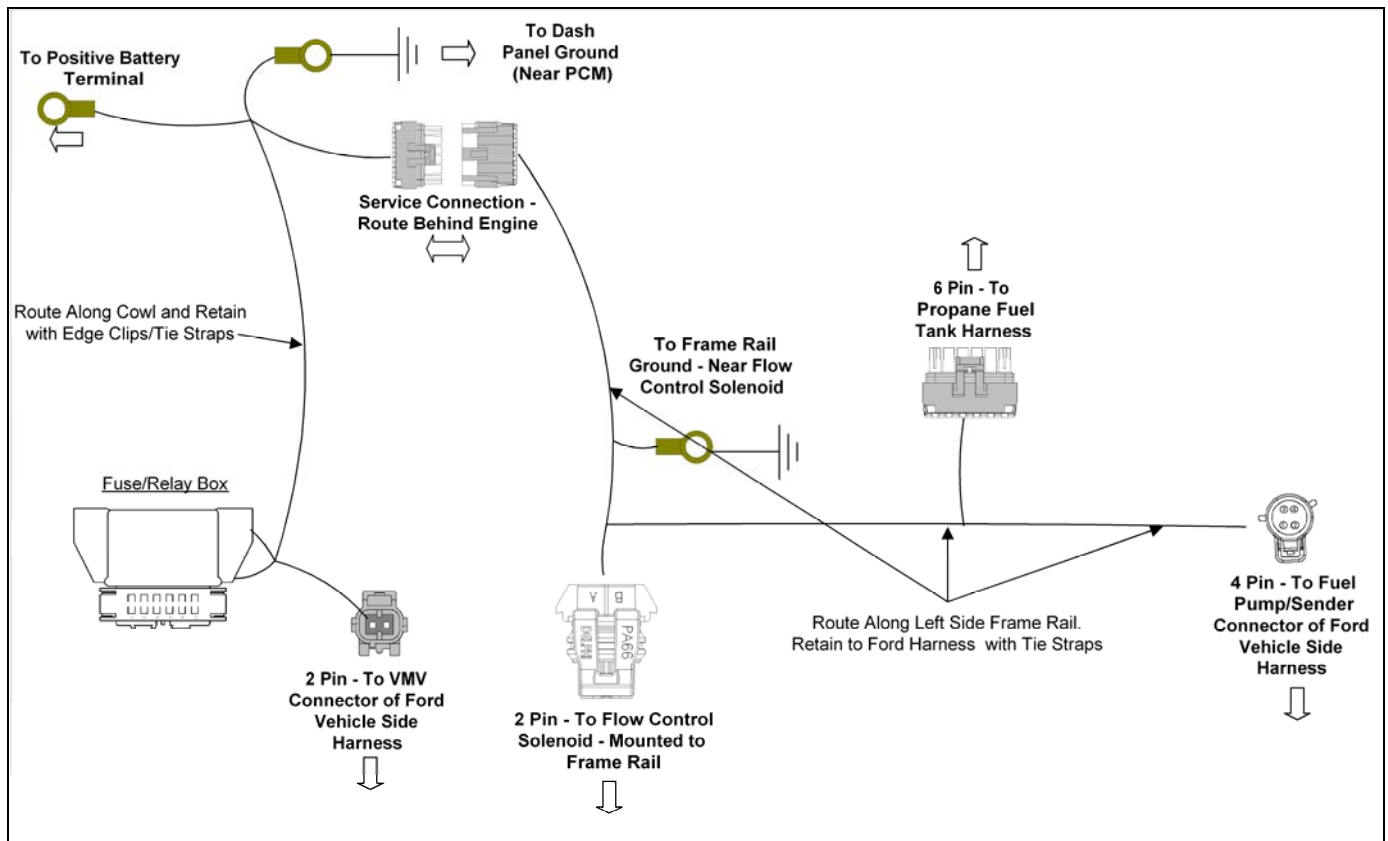 To Positive Battery
Terminal
To Dash
Panel Ground
(Near PCM)
Service Connection -
Route Behind Engine
Route Along Cowl and Retain
with Edge Clips/Tie Straps
6 Pin - To
Propane Fuel
Tank Harness
To Frame Rail
Ground - Near Flow
Control Solenoid
Fuse/Relay Box
4 Pin - To Fuel
Pump/Sender
Connector of Ford
Vehicle Side
Harness
Route Along Left Side Frame Rail.
Retain to Ford Harness with Tie Straps
A B
PA66
2 Pin - To VMV
Connector of Ford
Vehicle Side
Harness
2 Pin - To Flow Control
Solenoid - Mounted to
Frame Rail